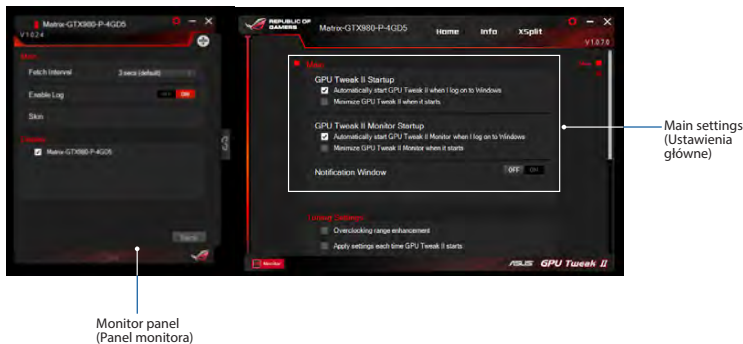 Matrix-GTX980-P-4GD5
V1.0.2.4
Main
Fetch Interval
3 secs (default)
Enable Log
OFF ON
Skin
Matrix-GTX980-P-4GD5
REPUBLIC OF
GAMERS
Matrix-GTX980-P-4GD5
Home Info XSplit
V1.0.7.0
Main
GPU Tweak II Startup
Automatically start GPU Tweak II when I log on to Windows
Minimize GPU Tweak II when it starts
GPU Tweak II Monitor Startup
Automatically start GPU Tweak II Monitor when I log on to Windows
Minimize GPU Tweak II Monitor when it starts
Notification Window
OFF ON
Overclocking range enhancement
Apply settings each time GPU Tweak II starts
Monitor
ASUS GPU Tweak II
Main settings
(Ustawienia
główne)
Monitor panel
(Panel monitora)